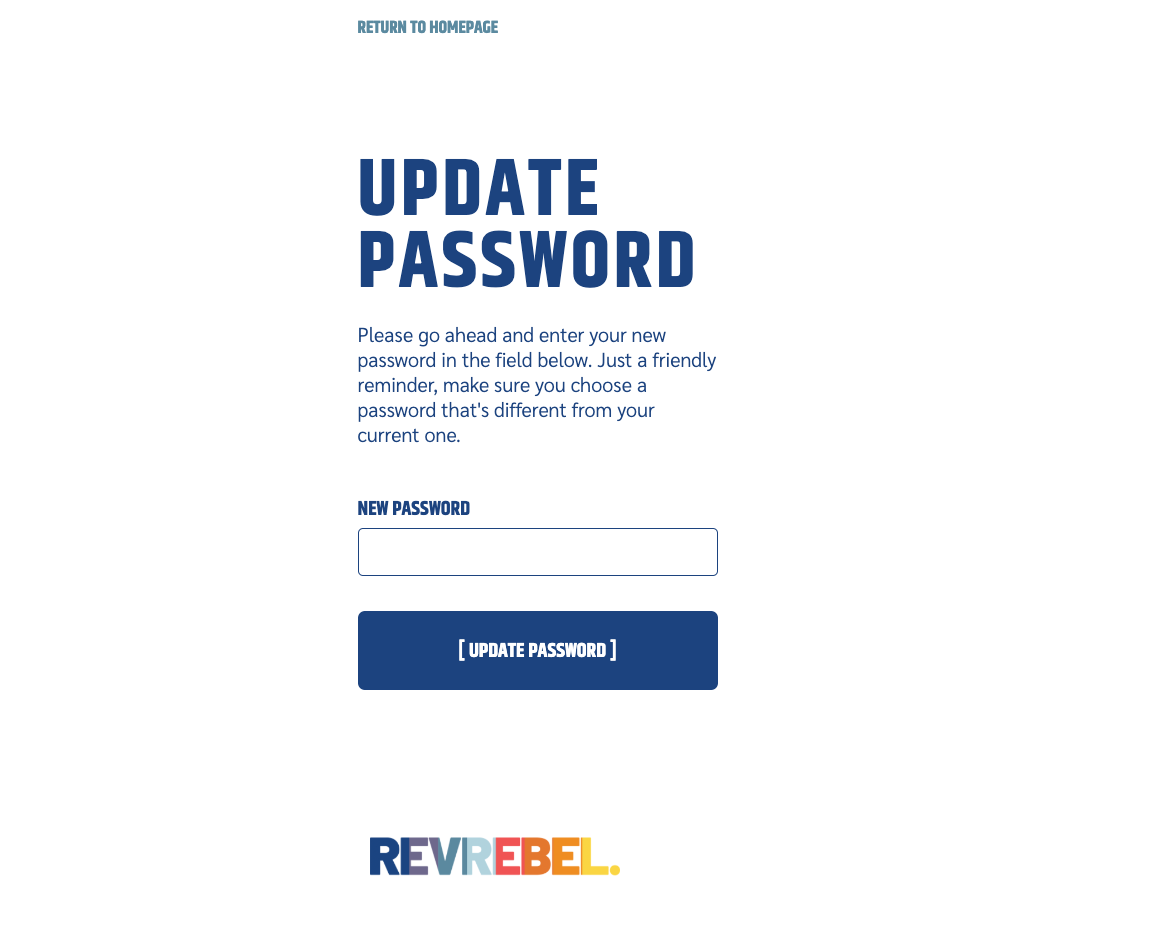 RETURN TO HOMEPAGE
UPDATE
PASSWORD
Please go ahead and enter your new
password in the field below. Just a friendly
reminder, make sure you choose a
password that's different from your
current one.
NEW PASSWORD
[ UPDATE PASSWORD ]
REVREBEL.